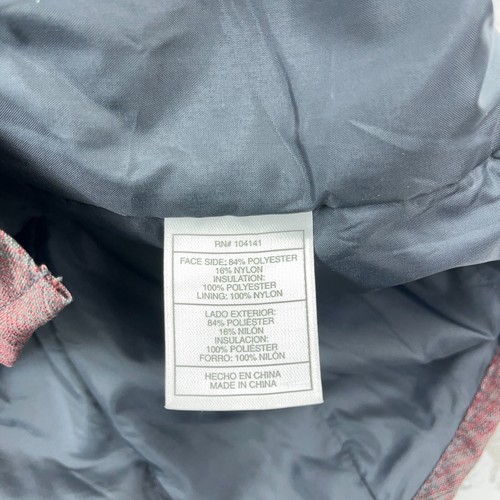 RN# 104141
FACE SIDE: 84% POLYESTER
16% NYLON
INSULATION:
100% POLYESTER
LINING: 100% NYLON
LADO EXTERIOR:
84% POLIÉSTER
16% NILÓN
INSULACION:
100% POLIÉSTER
FORRO: 100% NILÓN
HECHO EN CHINA
MADE IN CHINA